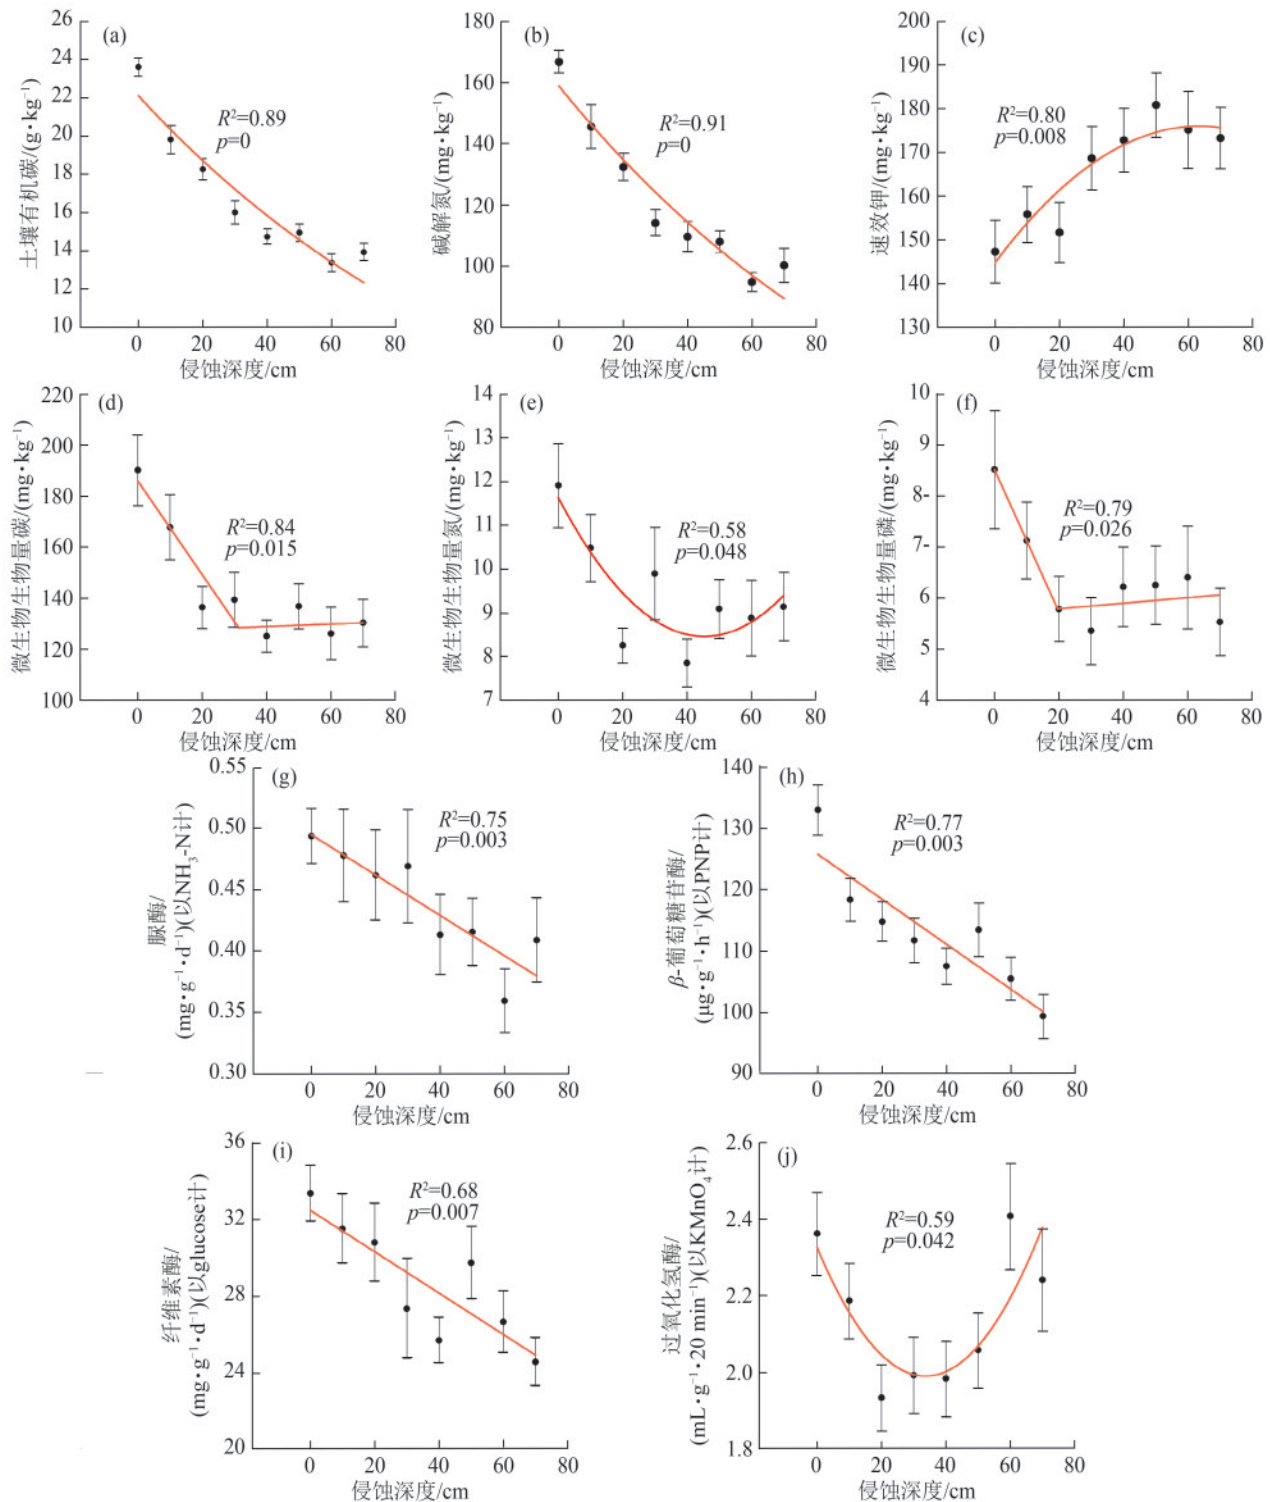 (a)
土壤有机碳/(g•kg⁻¹)
26
24
22
20
18
16
14
12
10
R²=0.89
p=0
0 20 40 60 80
侵蚀深度/cm
(b)
碱解氮/(mg•kg⁻¹)
180
160
140
120
100
80
R²=0.91
p=0
0 20 40 60 80
侵蚀深度/cm
(c)
速效钾/(mg•kg⁻¹)
200
190
180
170
160
150
140
130
R²=0.80
p=0.008
0 20 40 60 80
侵蚀深度/cm
(d)
微生物生物量碳/(mg•kg⁻¹)
220
200
180
160
140
130
100
R²=0.84
p=0.015
0 20 40 60 80
侵蚀深度/cm
(e)
微生物生物量氮/(mg•kg⁻¹)
14
13
12
11
10
9
8
7
R²=0.58
p=0.048
0 20 40 60 80
侵蚀深度/cm
(f)
微生物生物量磷/(mg•kg⁻¹)
10
9
8
7
6
5
4
R²=0.79
p=0.026
0 20 40 60 80
侵蚀深度/cm
(g)
脲酶/
(mg•g⁻¹•d⁻¹)(以NH₃-N计)
0.55
0.50
0.45
0.40
0.35
0.30
R²=0.75
p=0.003
0 20 40 60 80
侵蚀深度/cm
(h)
β-葡萄糖苷酶/
(μg•g⁻¹•h⁻¹)(以PNP计)
140
130
120
110
100
90
R²=0.77
p=0.003
0 20 40 60 80
侵蚀深度/cm
(i)
纤维素酶/
(mg•g⁻¹•d⁻¹)(以glucose计)
36
32
28
24
20
R²=0.68
p=0.007
0 20 40 60 80
侵蚀深度/cm
(j)
过氧化氢酶/
(mL•g⁻¹•20 min⁻¹)(以KMnO₄计)
2.6
2.4
2.2
2.0
1.8
R²=0.59
p=0.042
0 20 40 60 80
侵蚀深度/cm